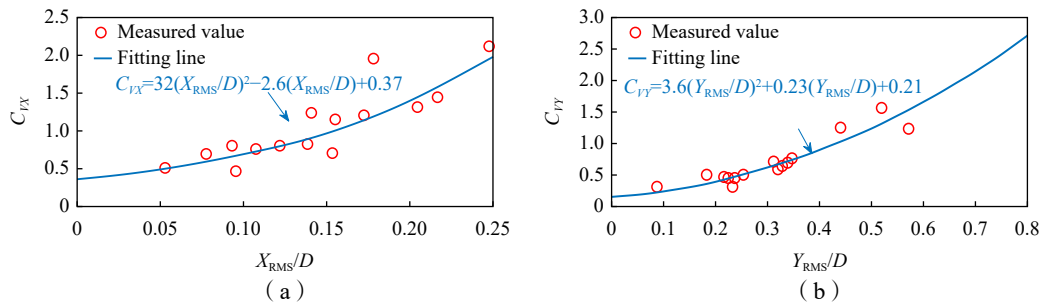 2.5
2.0
1.5
1.0
0.5
0
C_VX
Measured value
Fitting line
C_VX=32(X_RMS/D)²−2.6(X_RMS/D)+0.37
0 0.05 0.10 0.15 0.20 0.25
X_RMS/D
( a )
3.0
2.5
2.0
1.5
1.0
0.5
0
C_VY
Measured value
Fitting line
C_VY=3.6(Y_RMS/D)²+0.23(Y_RMS/D)+0.21
0 0.1 0.2 0.3 0.4 0.5 0.6 0.7 0.8
Y_RMS/D
( b )